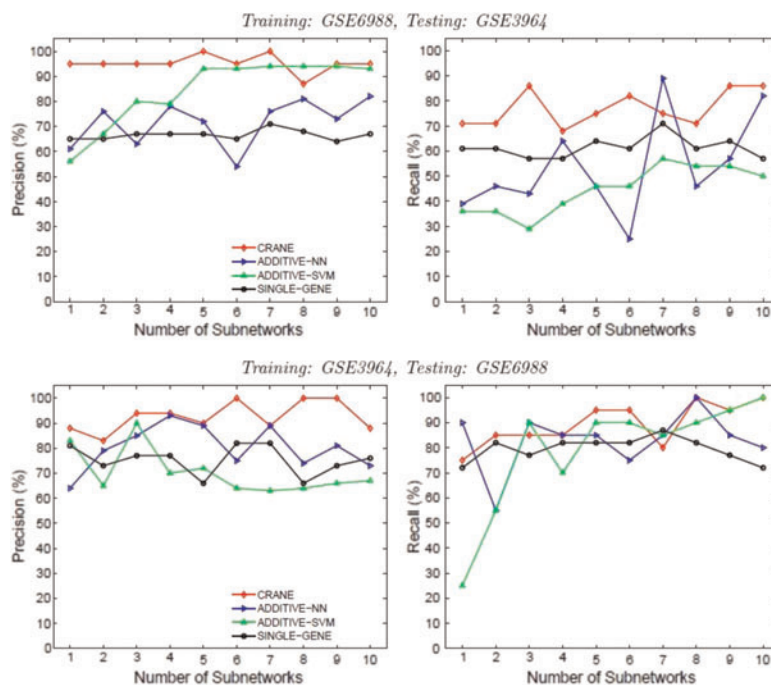 Training: GSE6988, Testing: GSE3964
Precision (%)
100
90
80
70
60
50
40
30
20
10
0
CRANE
ADDITIVE-NN
ADDITIVE-SVM
SINGLE-GENE
1 2 3 4 5 6 7 8 9 10
Number of Subnetworks
Recall (%)
100
90
80
70
60
50
40
30
20
10
0
1 2 3 4 5 6 7 8 9 10
Number of Subnetworks
Training: GSE3964, Testing: GSE6988
Precision (%)
100
90
80
70
60
50
40
30
20
10
0
CRANE
ADDITIVE-NN
ADDITIVE-SVM
SINGLE-GENE
1 2 3 4 5 6 7 8 9 10
Number of Subnetworks
Recall (%)
100
90
80
70
60
50
40
30
20
10
0
1 2 3 4 5 6 7 8 9 10
Number of Subnetworks